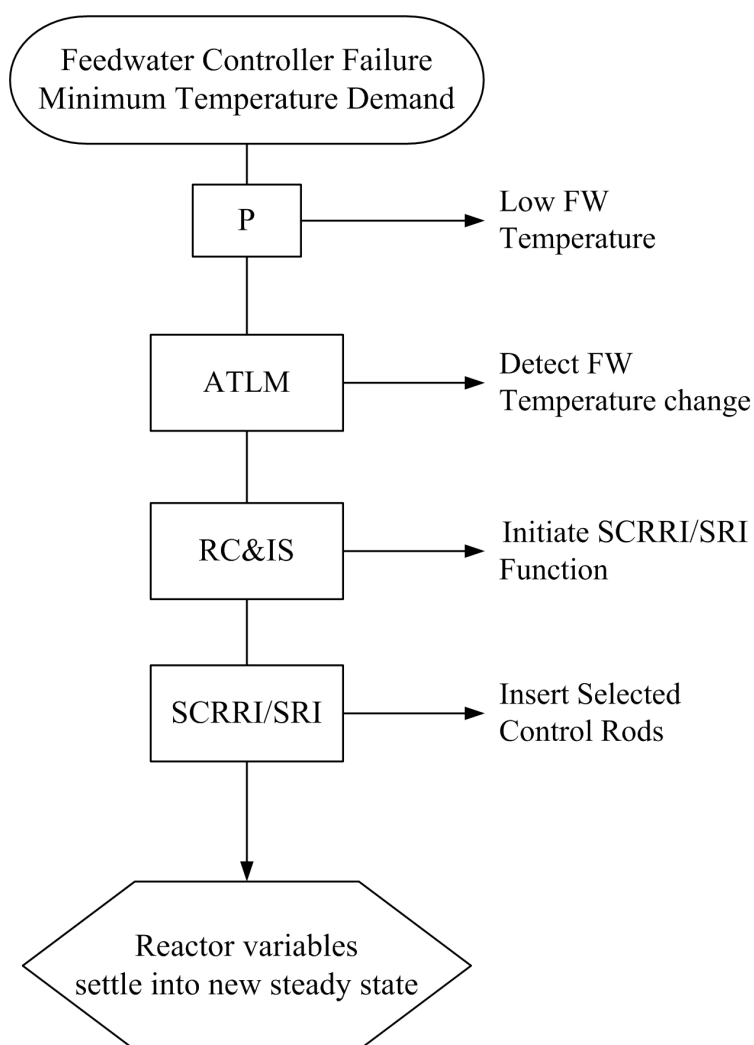 Feedwater Controller Failure
Minimum Temperature Demand
P
Low FW
Temperature
ATLM
Detect FW
Temperature change
RC&IS
Initiate SCRRI/SRI
Function
SCRRI/SRI
Insert Selected
Control Rods
Reactor variables
settle into new steady state